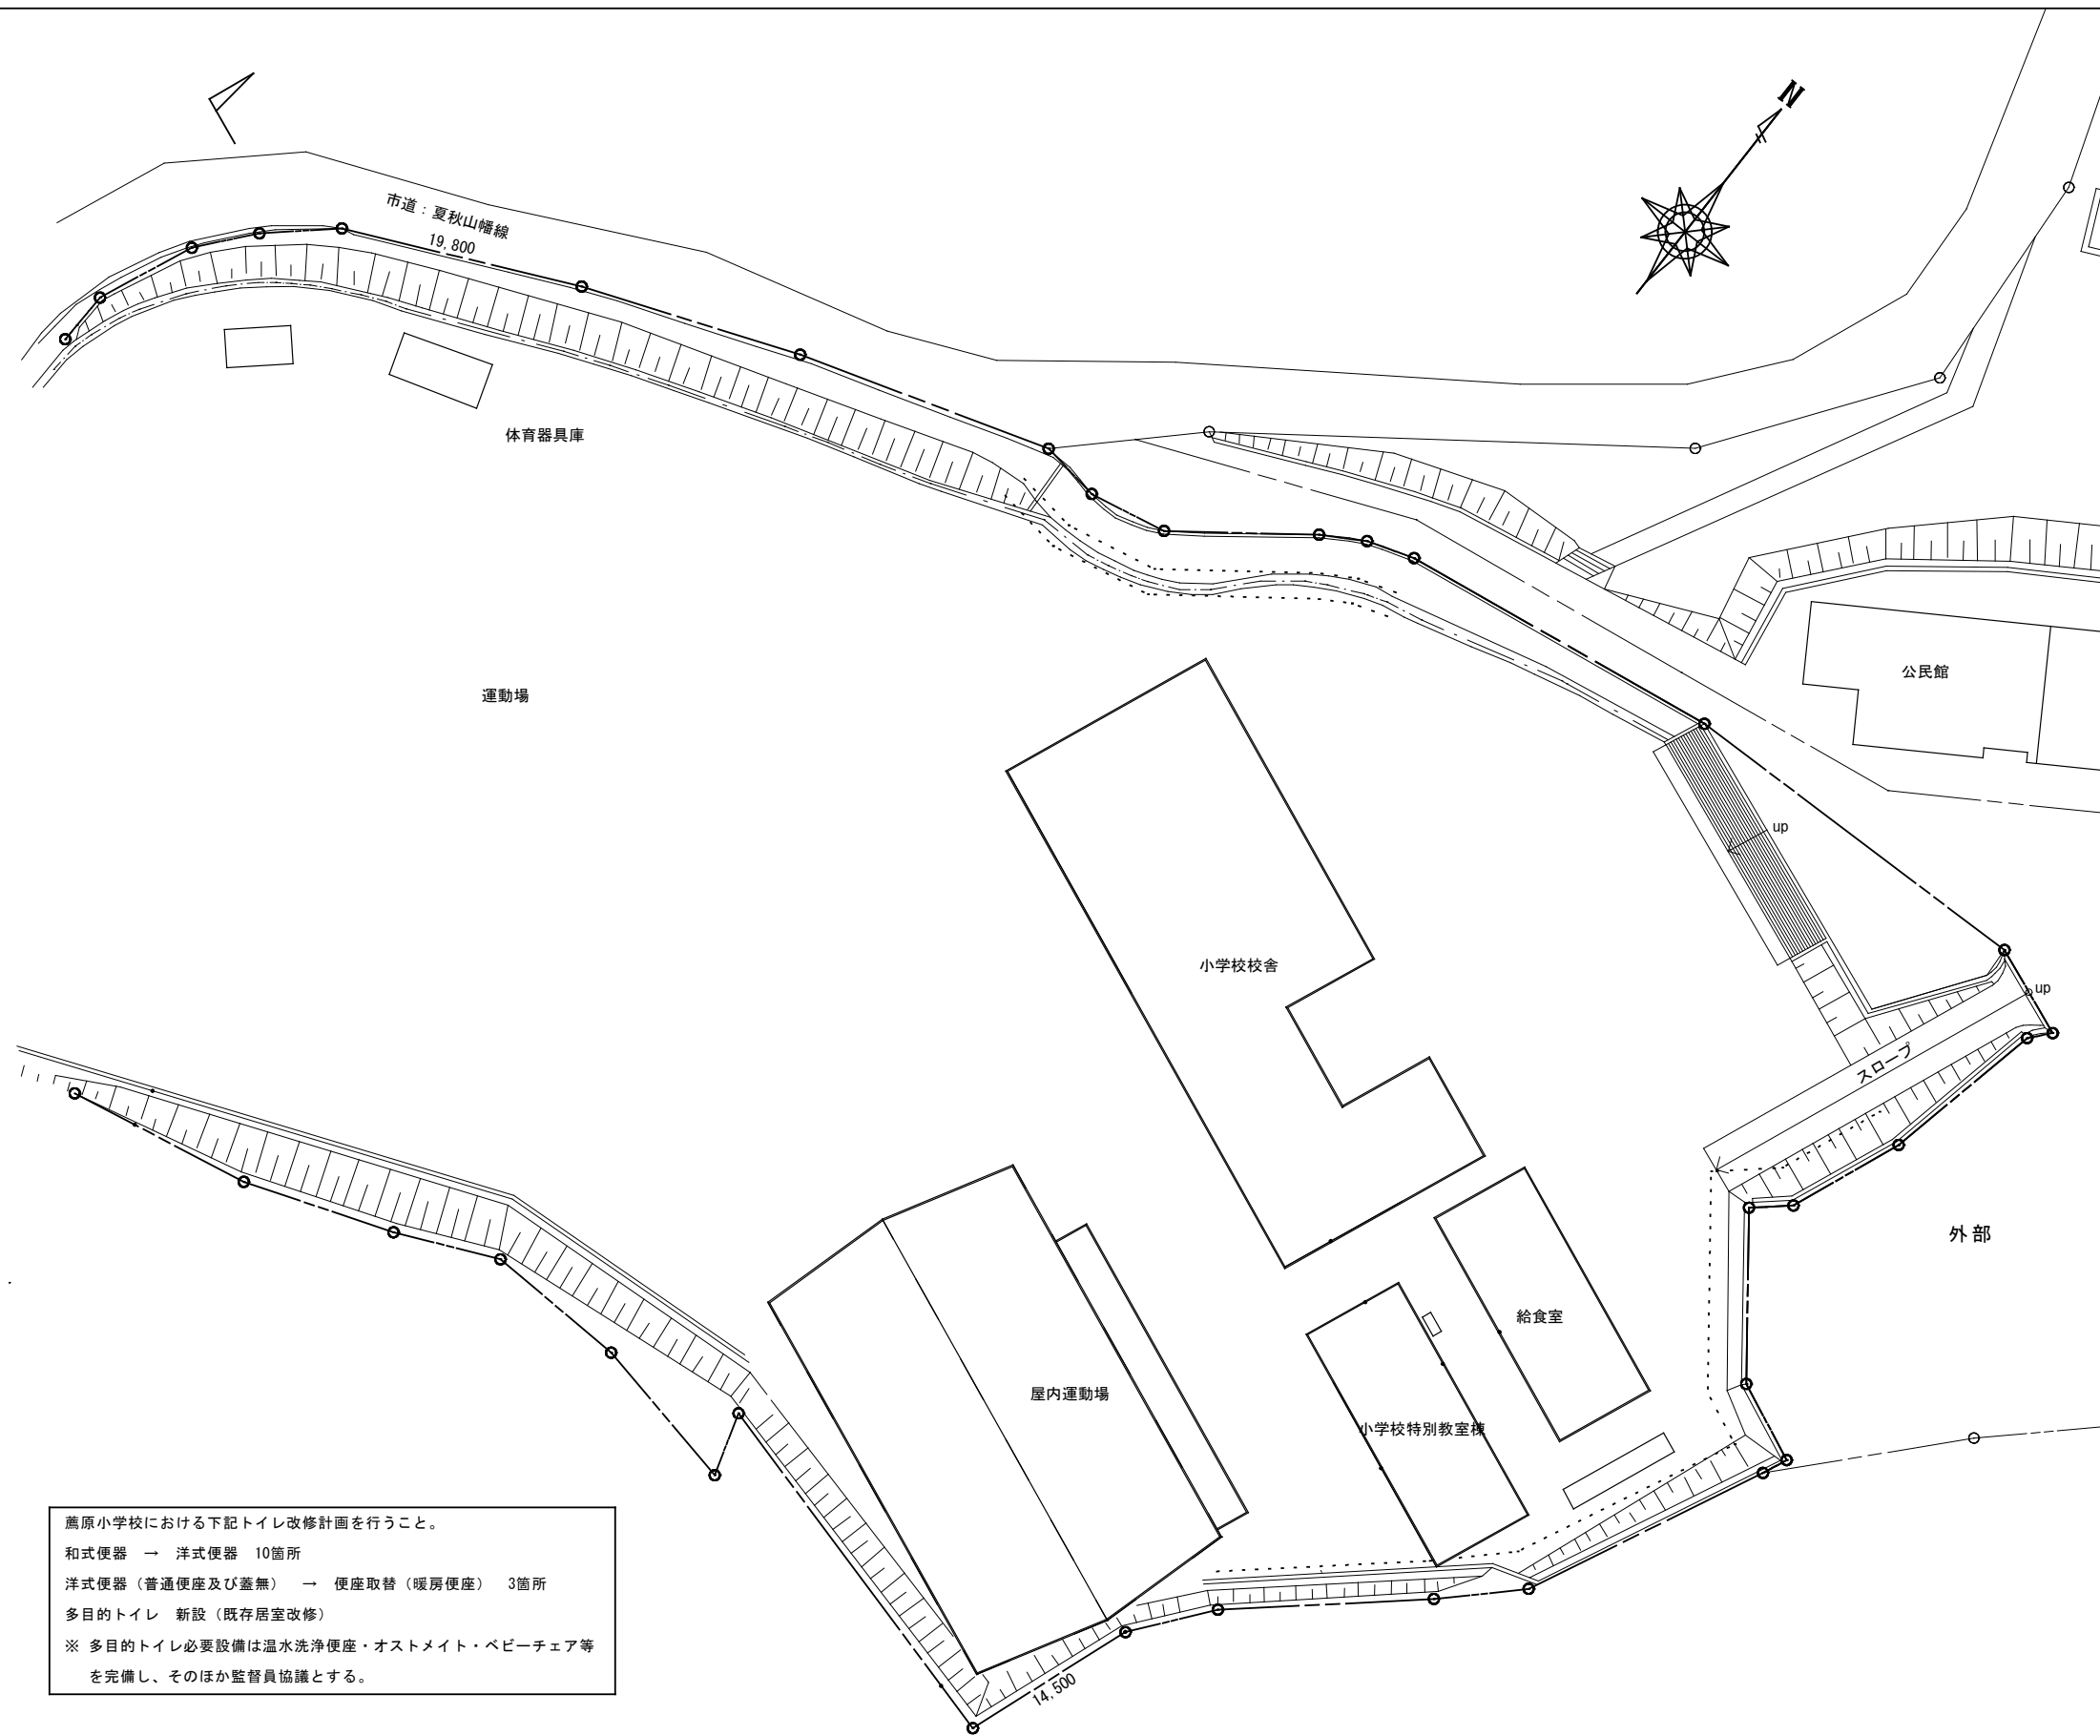 N
市道：夏秋山幡線
19,800
体育器具庫
運動場
公民館
up
小学校校舎
up
スロープ
外部
給食室
屋内運動場
小学校特別教室棟
14,500
薦原小学校における下記トイレ改修計画を行うこと。
和式便器　→　洋式便器　10箇所
洋式便器（普通便座及び蓋無）　→　便座取替（暖房便座）　3箇所
多目的トイレ　新設（既存居室改修）
※ 多目的トイレ必要設備は温水洗浄便座・オストメイト・ベビーチェア等
を完備し、そのほか監督員協議とする。